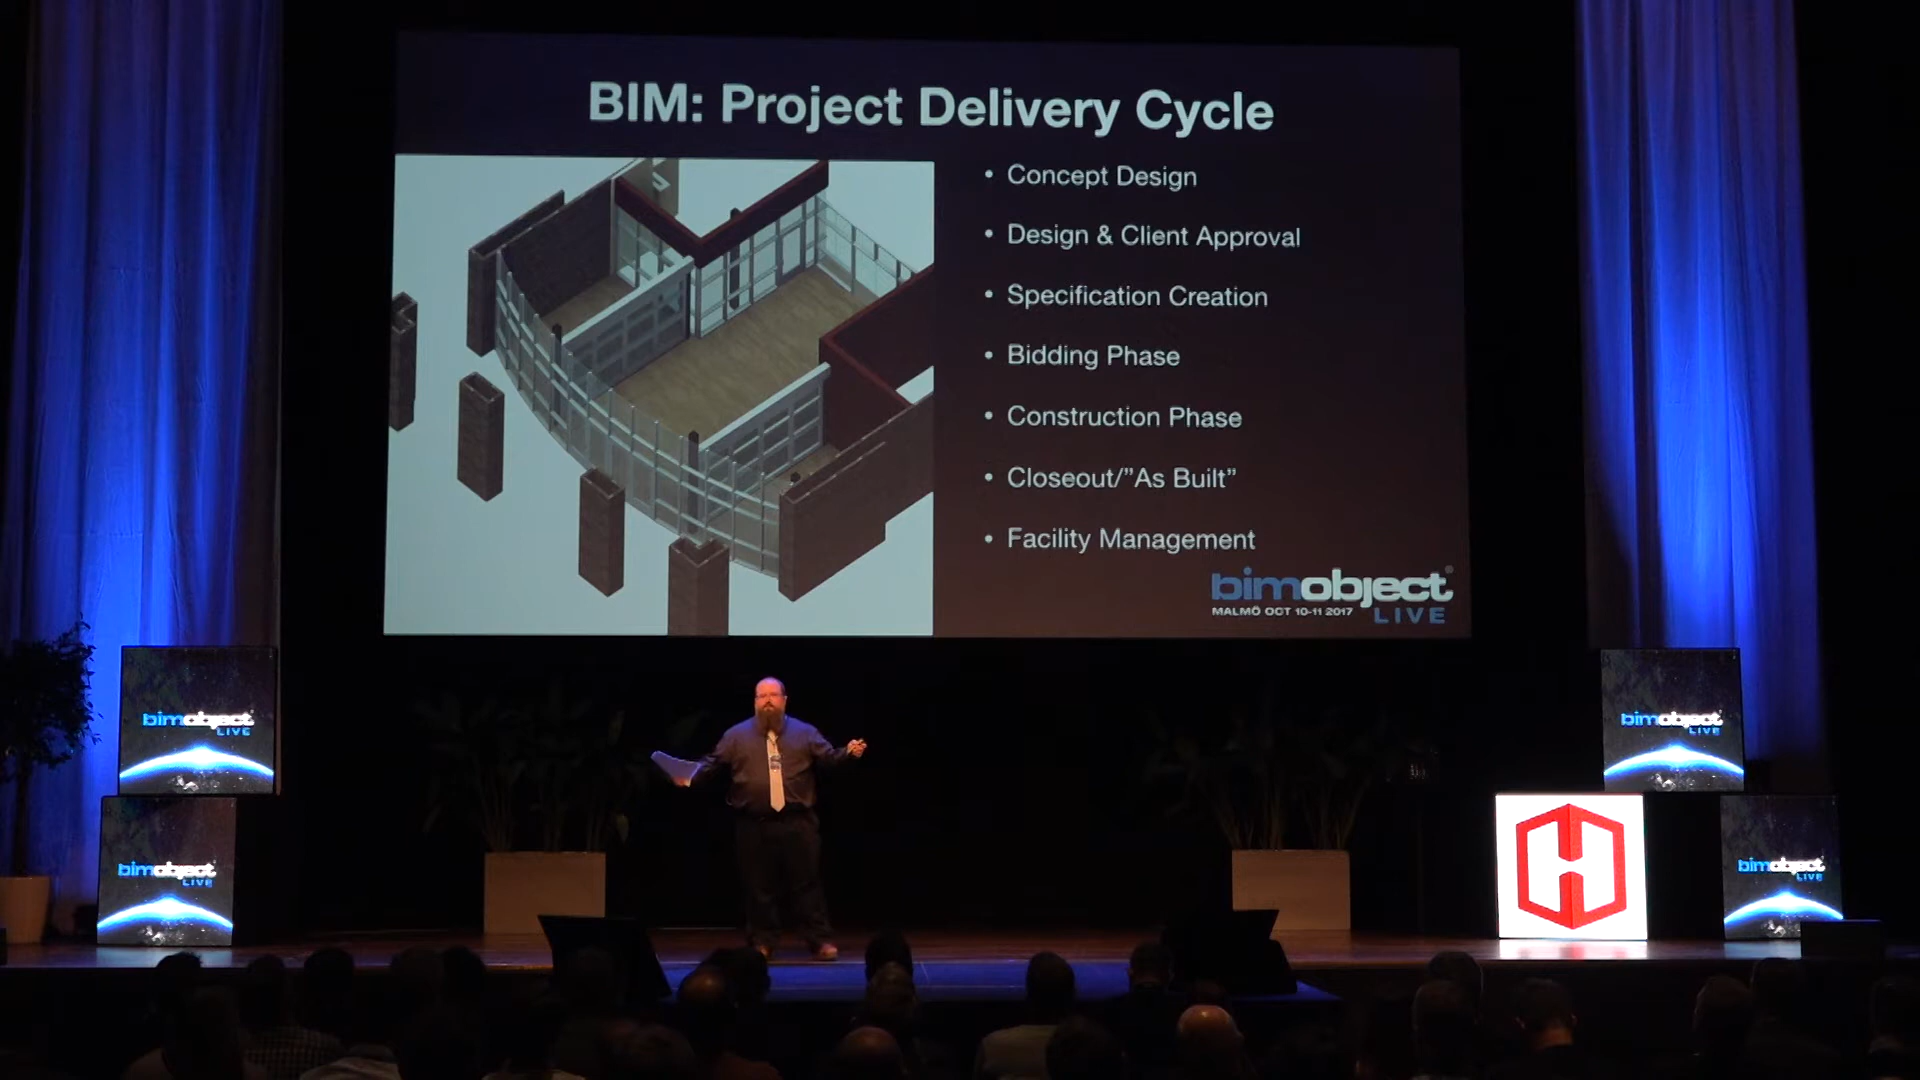 BIM: Project Delivery Cycle
• Concept Design
• Design & Client Approval
• Specification Creation
• Bidding Phase
• Construction Phase
• Closeout/”As Built”
• Facility Management
bimobject®
MALMÖ OCT 10-11 2017
LIVE
bimobject
LIVE
bimobject
LIVE
bimobject
LIVE
bimobject
LIVE